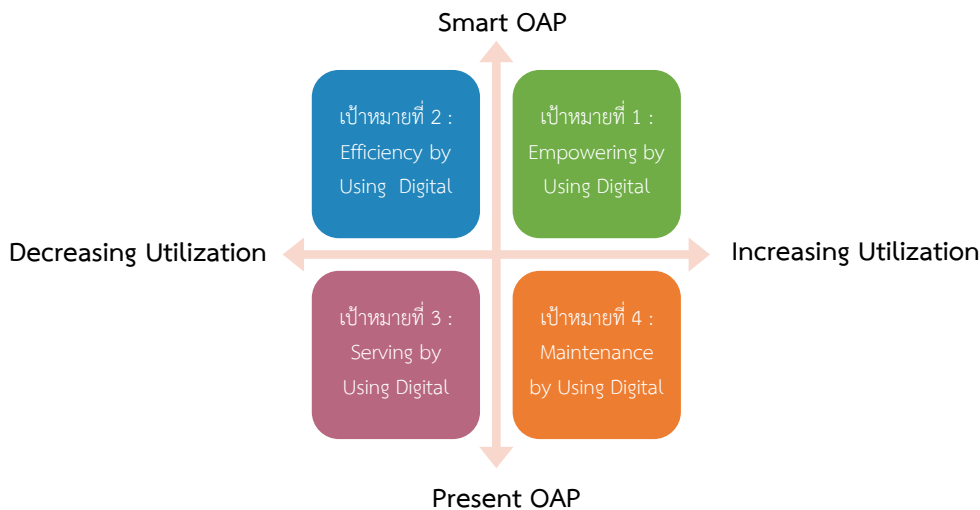 Smart OAP
เป้าหมายที่ 2 :
Efficiency by
Using Digital
เป้าหมายที่ 1 :
Empowering by
Using Digital
Decreasing Utilization
Increasing Utilization
เป้าหมายที่ 3 :
Serving by
Using Digital
เป้าหมายที่ 4 :
Maintenance
by Using Digital
Present OAP